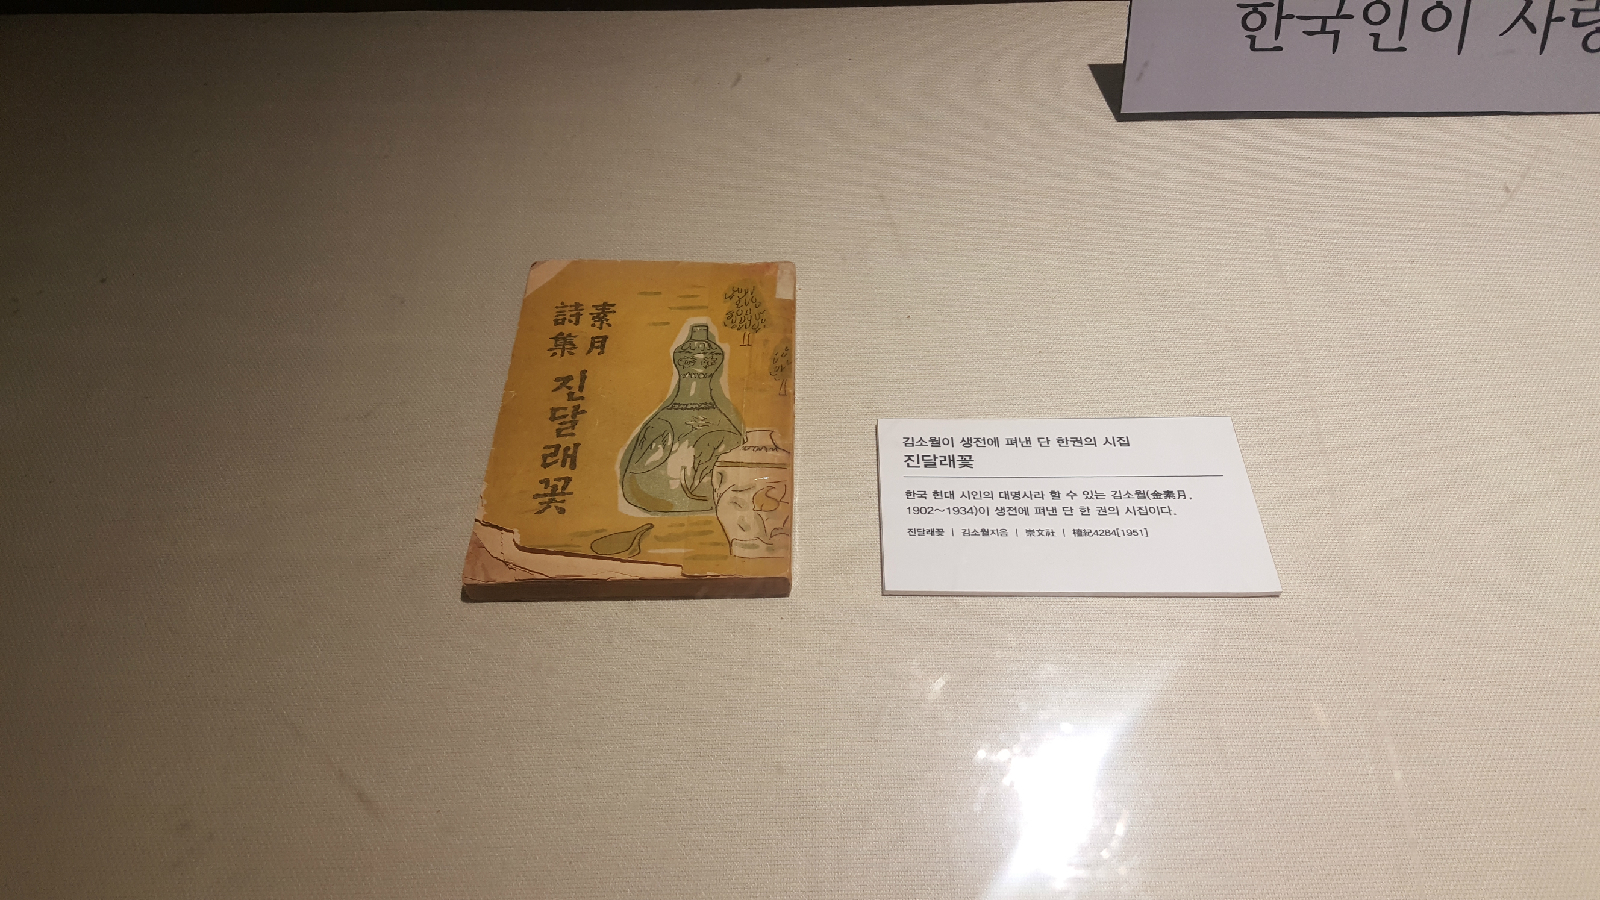 한국인이 사랑
素月
詩集
진달래꽃
김소월이 생전에 펴낸 단 한권의 시집
진달래꽃
한국 현대 시인의 대명사라 할 수 있는 김소월(金素月,
1902~1934)이 생전에 펴낸 단 한 권의 시집이다.
진달래꽃 | 김소월지음 | 崇文社 | 檀紀4284[1951]